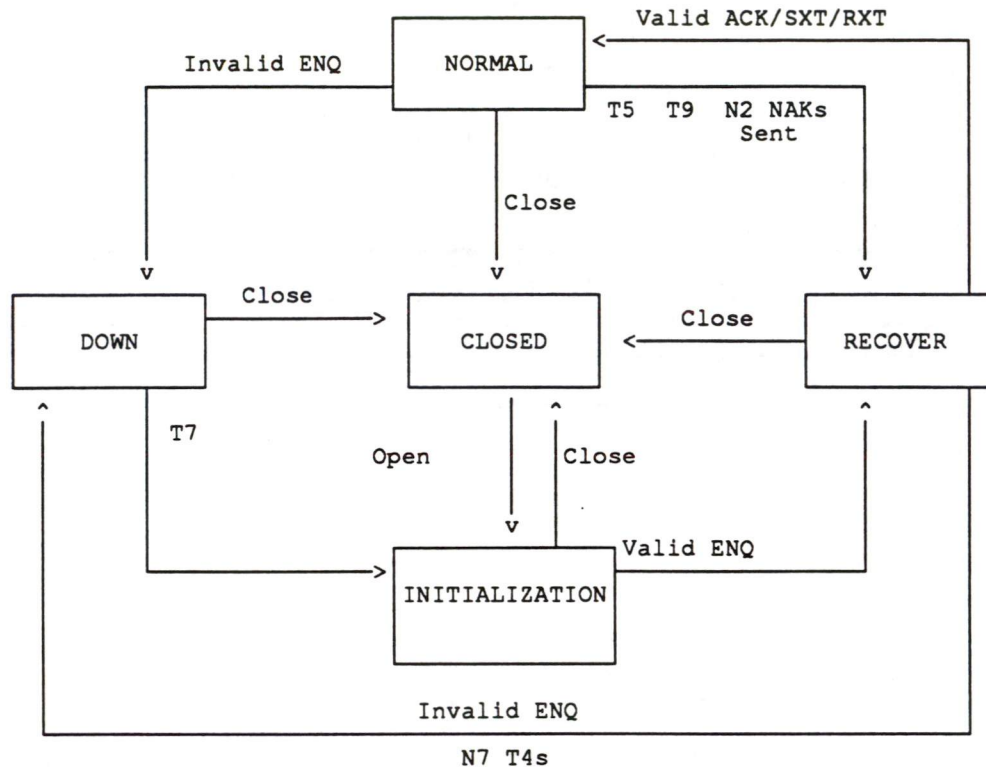 Valid ACK/SXT/RXT
NORMAL
Invalid ENQ
T5 T9 N2 NAKs
Sent
Close
Close
Close
DOWN
CLOSED
RECOVER
T7
Open
Close
Valid ENQ
INITIALIZATION
Invalid ENQ
N7 T4s